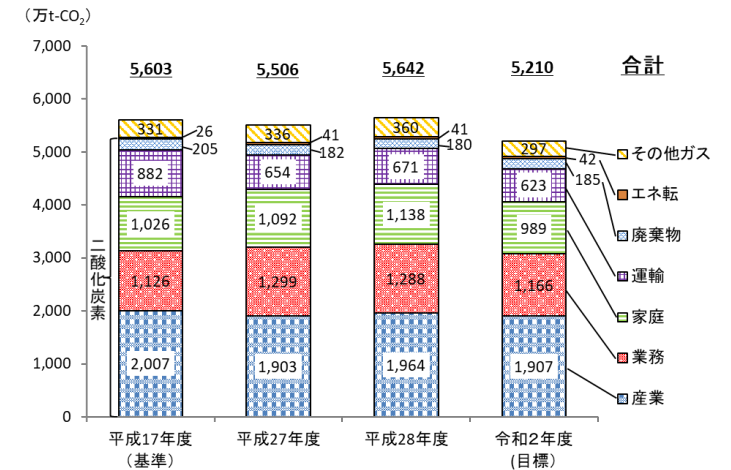 （万t-CO₂）
7,000
6,000
5,000
4,000
3,000
2,000
1,000
0
5,603
5,506
5,642
5,210
合計
331
26
205
882
1,026
1,126
2,007
336
41
182
654
1,092
1,299
1,903
360
41
180
671
1,138
1,288
1,964
297
42
185
623
989
1,166
1,907
二酸化炭素
その他ガス
エネ転
廃棄物
運輸
家庭
業務
産業
平成17年度
（基準）
平成27年度
平成28年度
令和２年度
(目標）